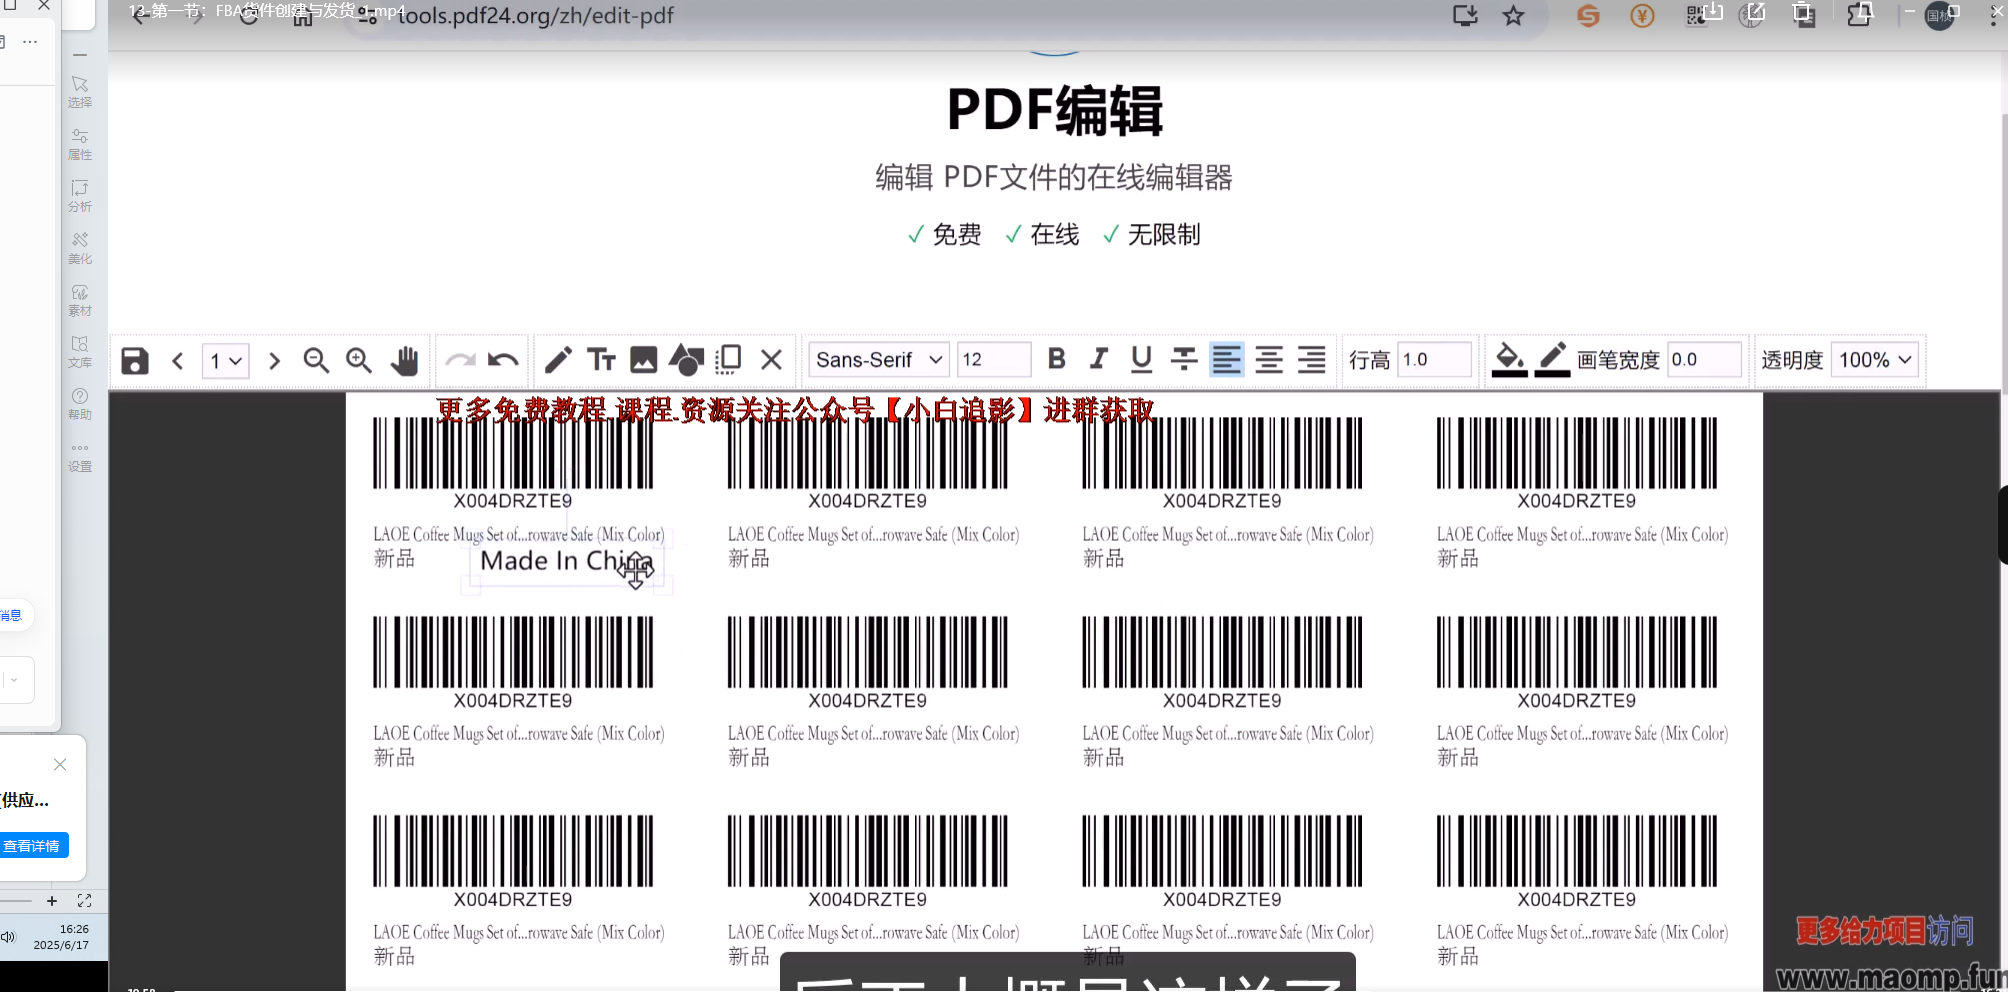 13-第一节：FBA货件创建与发货_1.mp4
tools.pdf24.org/zh/edit-pdf
国桢
选择
属性
分析
美化
素材
文库
帮助
设置
消息
供应...
查看详情
16:26
2025/6/17
PDF编辑
编辑 PDF文件的在线编辑器
✓ 免费 ✓ 在线 ✓ 无限制
1 Sans-Serif 12 B I U 行高 1.0 画笔宽度 0.0 透明度 100%
更多免费教程.课程.资源关注公众号【小白追影】进群获取
X004DRZTE9 X004DRZTE9 X004DRZTE9 X004DRZTE9
LAOE Coffee Mugs Set of...rowave Safe (Mix Color) LAOE Coffee Mugs Set of...rowave Safe (Mix Color) LAOE Coffee Mugs Set of...rowave Safe (Mix Color) LAOE Coffee Mugs Set of...rowave Safe (Mix Color)
新品 Made In China 新品 新品 新品
X004DRZTE9 X004DRZTE9 X004DRZTE9 X004DRZTE9
LAOE Coffee Mugs Set of...rowave Safe (Mix Color) LAOE Coffee Mugs Set of...rowave Safe (Mix Color) LAOE Coffee Mugs Set of...rowave Safe (Mix Color) LAOE Coffee Mugs Set of...rowave Safe (Mix Color)
新品 新品 新品 新品
X004DRZTE9 X004DRZTE9 X004DRZTE9 X004DRZTE9
LAOE Coffee Mugs Set of...rowave Safe (Mix Color) LAOE Coffee Mugs Set of...rowave Safe (Mix Color) LAOE Coffee Mugs Set of...rowave Safe (Mix Color) LAOE Coffee Mugs Set of...rowave Safe (Mix Color)
新品 新品 新品 新品
更多给力项目访问
www.maomp.fun